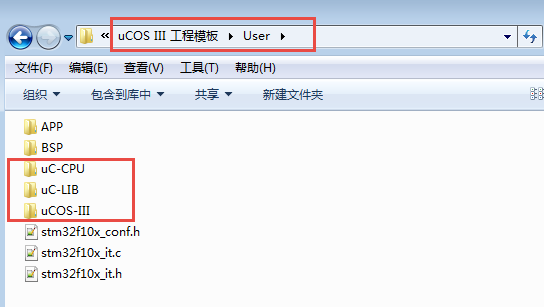 « uCOS III 工程模板 User
文件(F) 编辑(E) 查看(V) 工具(T) 帮助(H)
组织 包含到库中 共享 新建文件夹
APP
BSP
uC-CPU
uC-LIB
uCOS-III
stm32f10x_conf.h
stm32f10x_it.c
stm32f10x_it.h